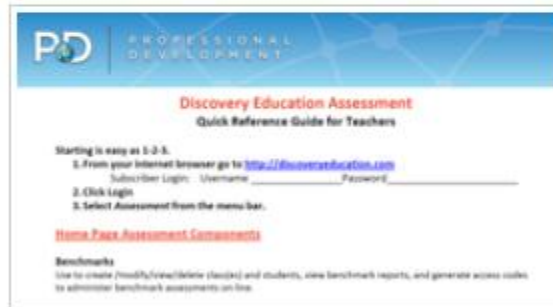 PD PROFESSIONAL
DEVELOPMENT
Discovery Education Assessment
Quick Reference Guide for Teachers
Starting is easy as 1-2-3.
1. From your internet browser go to http://discoveryeducation.com
Subscriber Login: Username ____________ Password ____________
2. Click Login
3. Select Assessment from the menu bar.
Home Page Assessment Components
Benchmarks
Use to create /modify/view/delete class(es) and students, view benchmark reports, and generate access codes
to administer benchmark assessments on line.